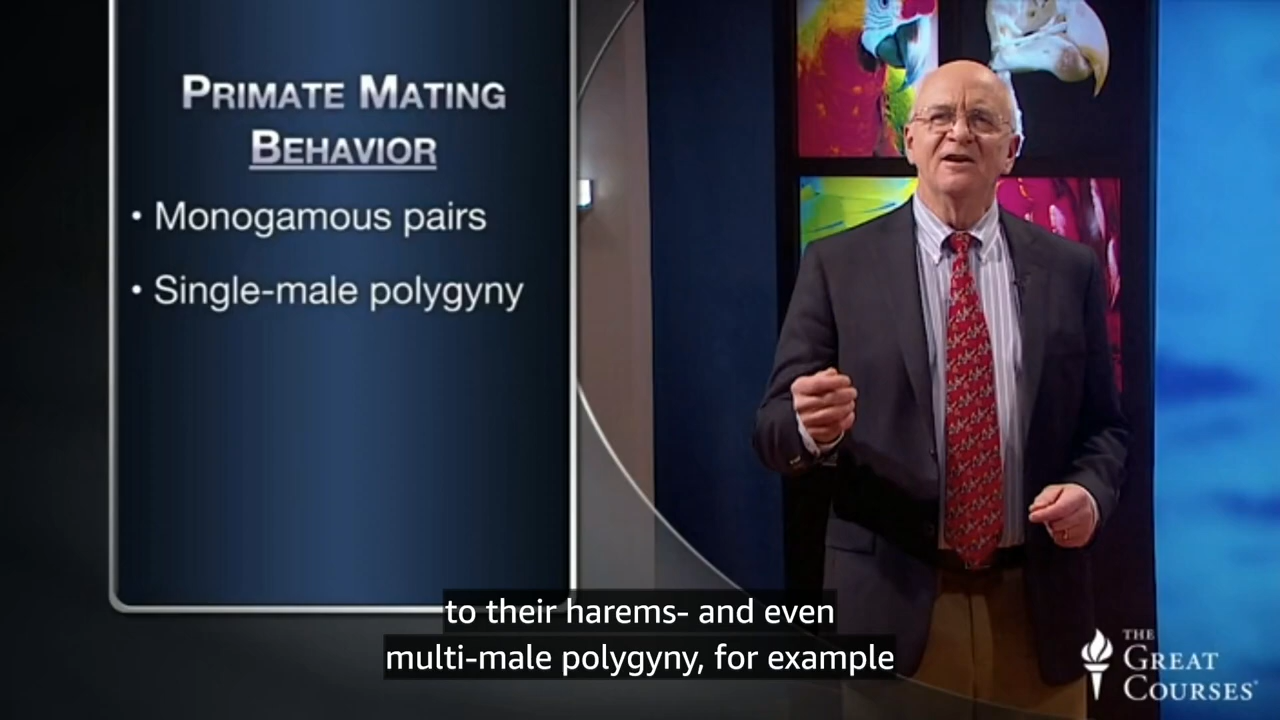 PRIMATE MATING
BEHAVIOR
• Monogamous pairs
• Single-male polygyny
to their harems- and even
multi-male polygyny, for example
THE
GREAT
COURSES®